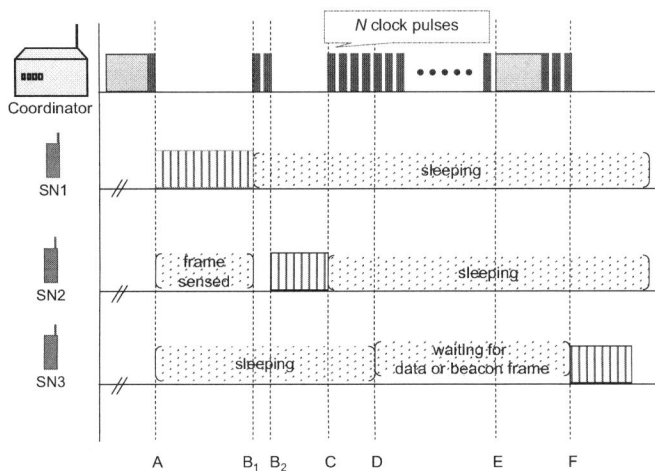 N clock pulses
Coordinator
SN1
sleeping
SN2
frame
sensed
sleeping
SN3
sleeping
waiting for
data or beacon frame
A B₁ B₂ C D E F